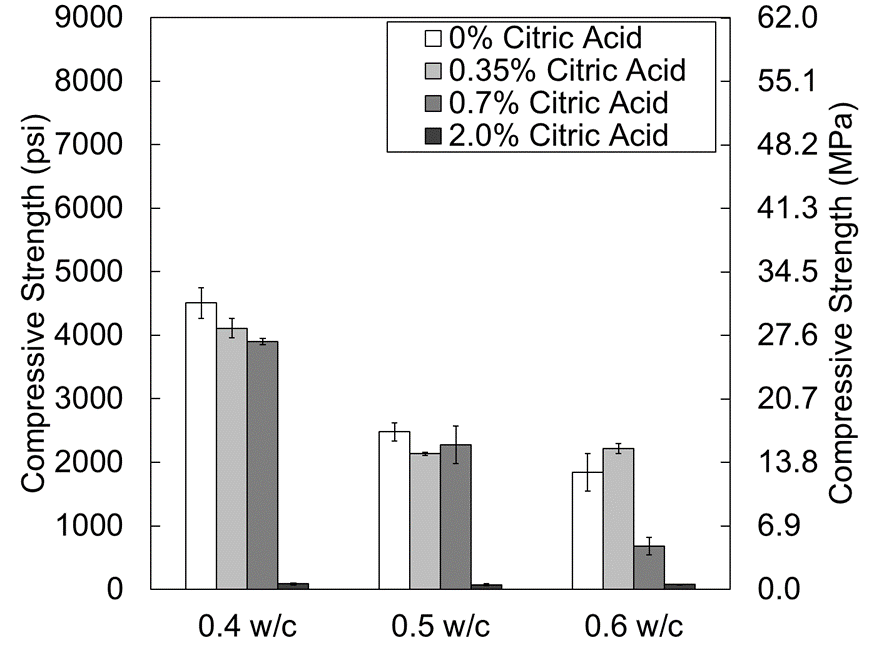 Compressive Strength (psi)
9000
8000
7000
6000
5000
4000
3000
2000
1000
0
0% Citric Acid
0.35% Citric Acid
0.7% Citric Acid
2.0% Citric Acid
0.4 w/c
0.5 w/c
0.6 w/c
62.0
55.1
48.2
41.3
34.5
27.6
20.7
13.8
6.9
0.0
Compressive Strength (MPa)